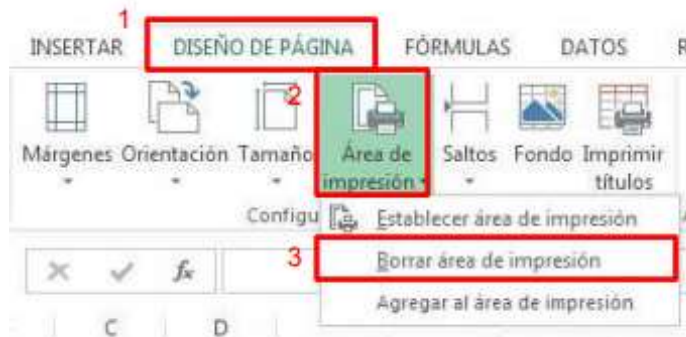 1
INSERTAR DISEÑO DE PÁGINA FÓRMULAS DATOS R
2
Márgenes Orientación Tamaño Área de impresión Saltos Fondo Imprimir títulos
Configu
Establecer área de impresión
3 Borrar área de impresión
Agregar al área de impresión
fx
C D